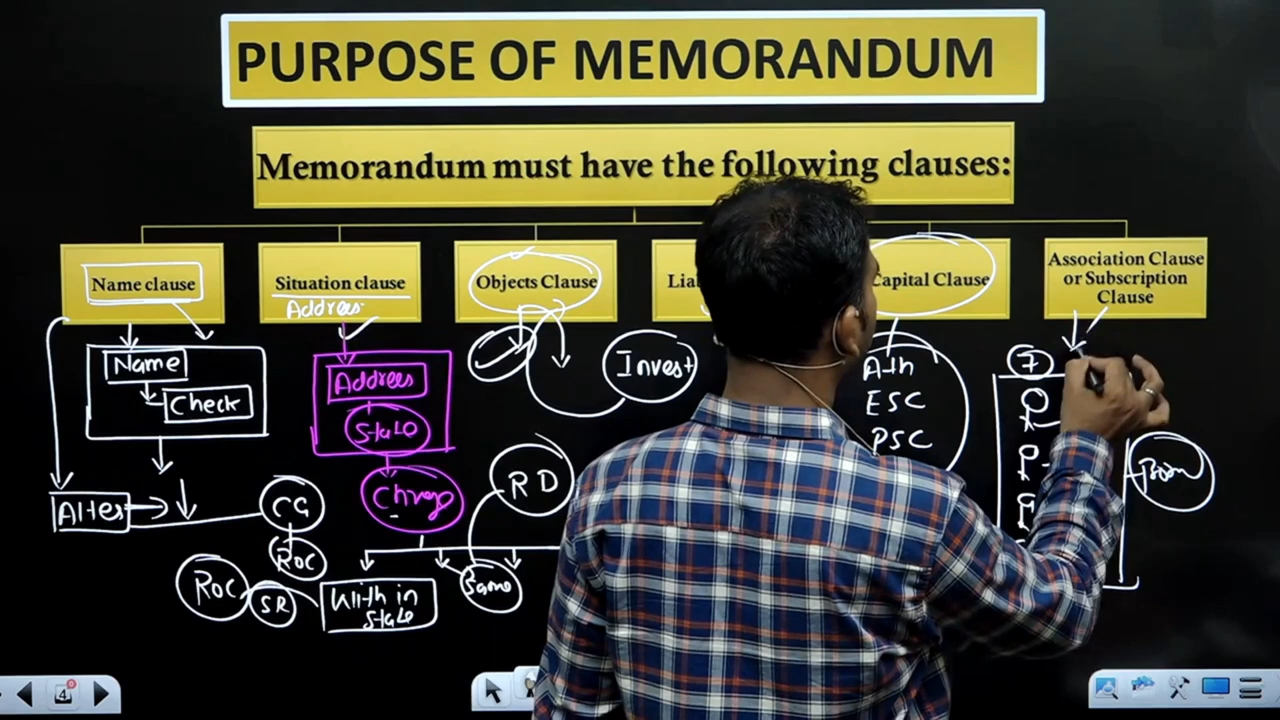 PURPOSE OF MEMORANDUM
Memorandum must have the following clauses:
Name clause
Situation clause
Address
Objects Clause
Capital Clause
Association Clause
or Subscription
Clause
Name
Check
Address
State
Invest
Ath
ESC
PSC
7
Alter
CG
ROC
RD
ROC
SR
With in
State
Same
4